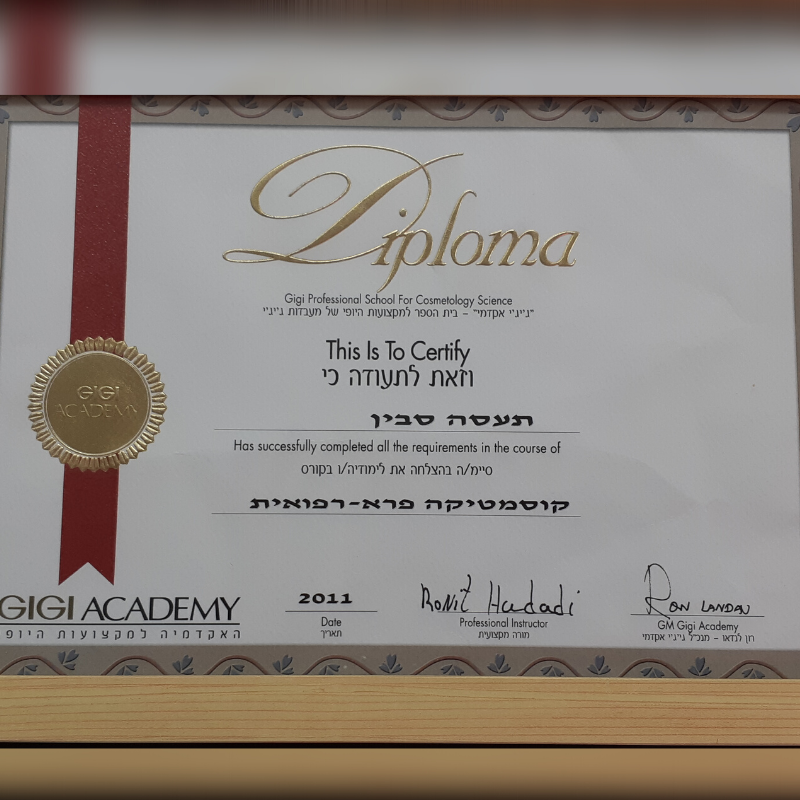 Diploma
Gigi Professional School For Cosmetology Science
"ג'יג'י אקדמי" - בית הספר למקצועות היופי של מעבדות ג'יג'י
This Is To Certify
וזאת לתעודה כי
תעסה סבין
Has successfully completed all the requirements in the course of
סיימ/ה בהצלחה את לימודיה/ו בקורס
קוסמטיקה פרא-רפואית
GiGi
ACADEMY
GIGI ACADEMY
האקדמיה למקצועות היופי
2011
Date
תאריך
Ronit Hadadi
Professional Instructor
מורה מקצועית
Ron Landau
GM Gigi Academy
רון לנדאו - מנכ"ל ג'יג'י אקדמי